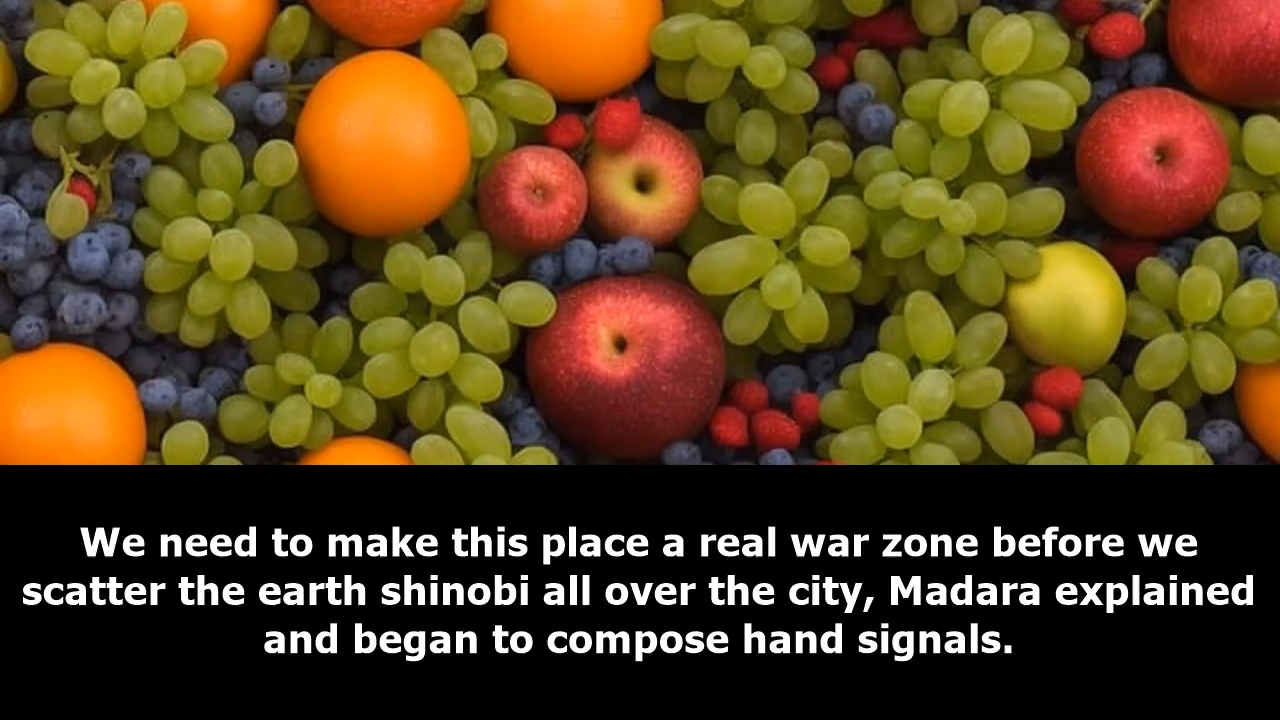 We need to make this place a real war zone before we
scatter the earth shinobi all over the city, Madara explained
and began to compose hand signals.